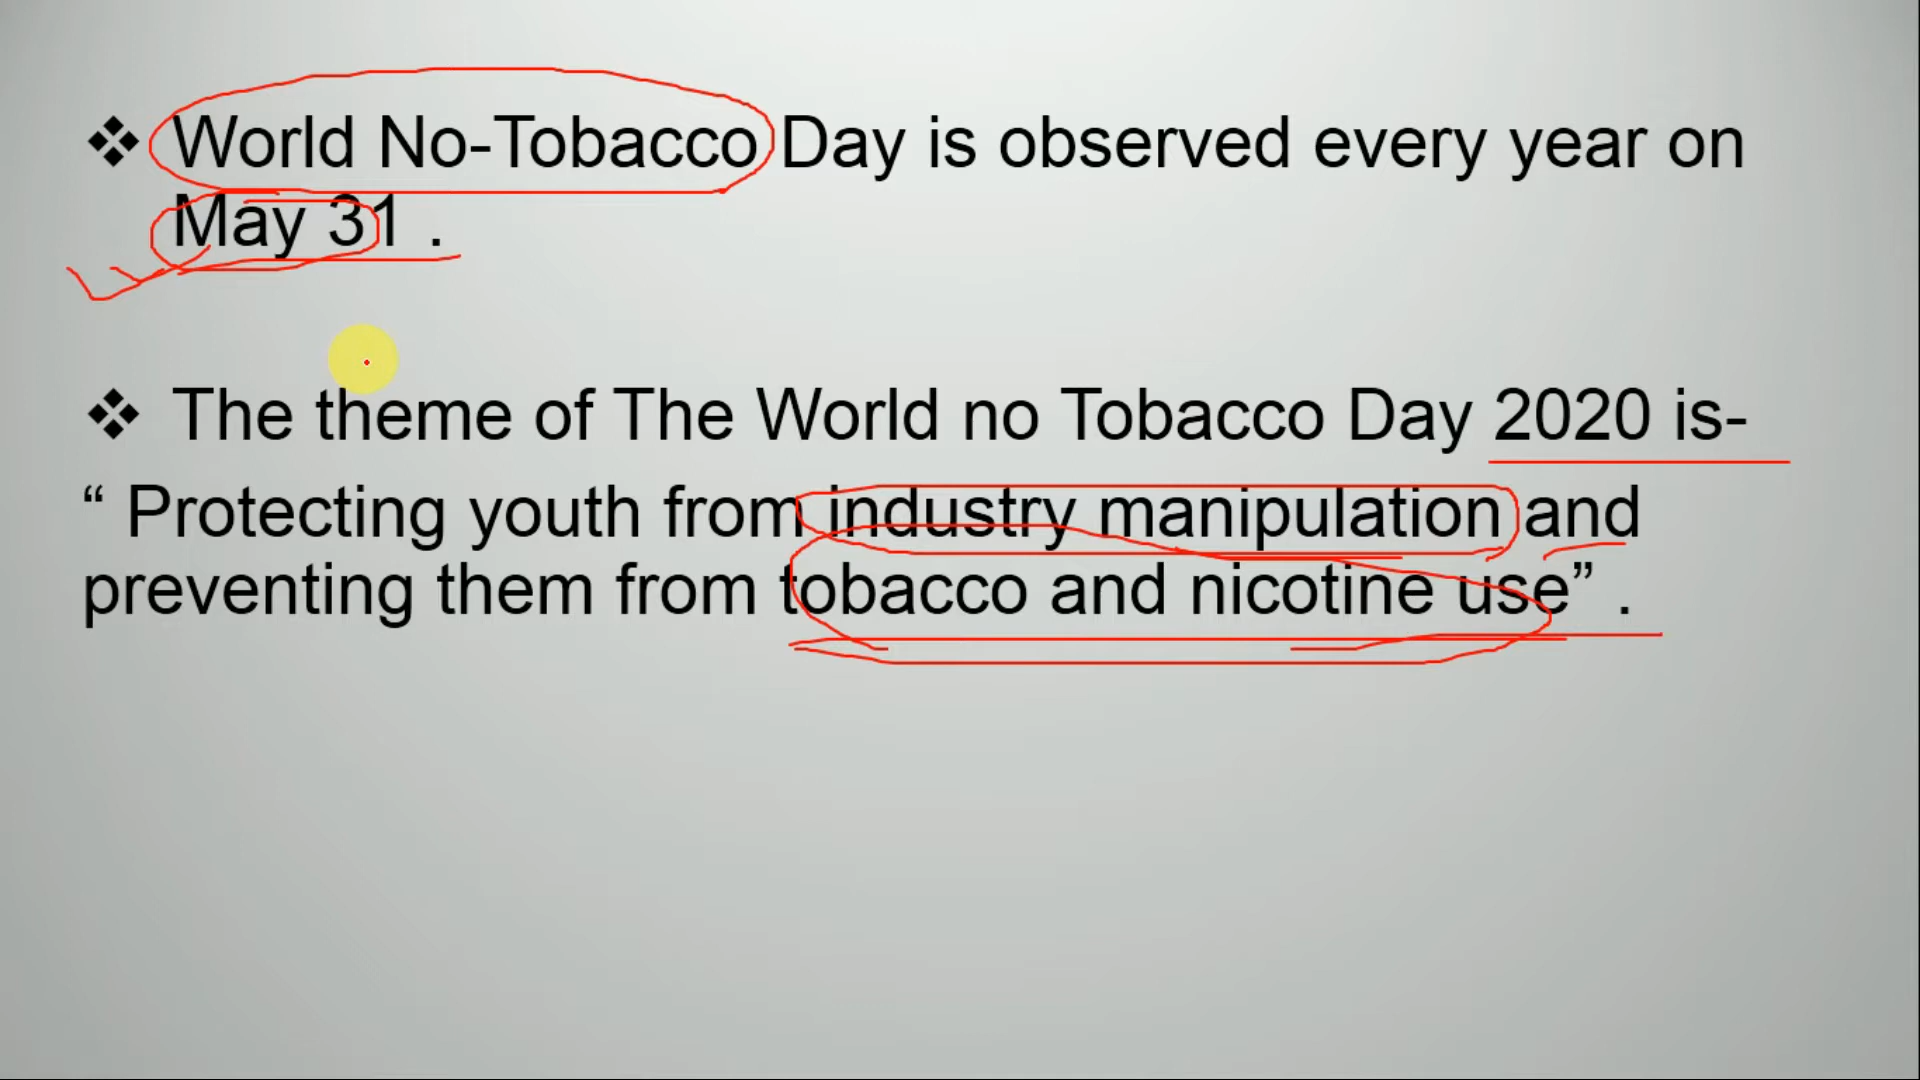 ❖ World No-Tobacco Day is observed every year on
May 31 .
❖ The theme of The World no Tobacco Day 2020 is-
“ Protecting youth from industry manipulation and
preventing them from tobacco and nicotine use” .